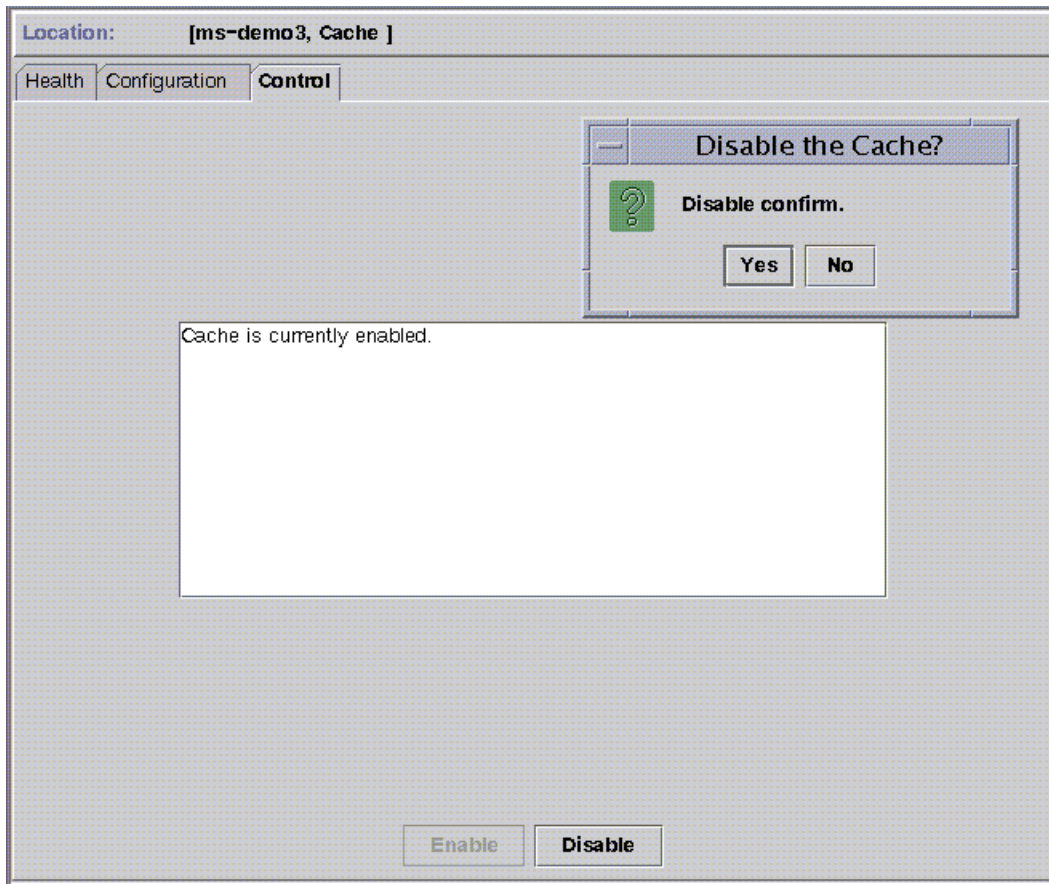 Location: [ms-demo3, Cache ]
Health Configuration Control
Disable the Cache?
Disable confirm.
Yes No
Cache is currently enabled.
Enable Disable